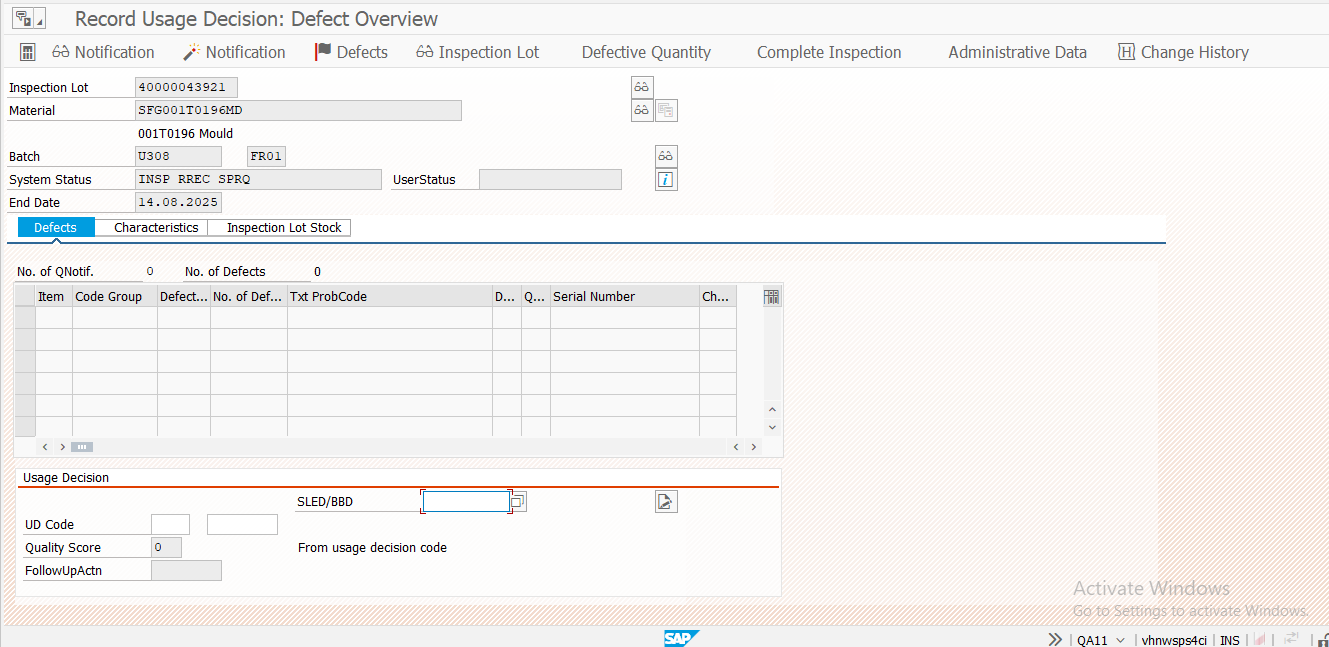 Record Usage Decision: Defect Overview
Notification Notification Defects Inspection Lot Defective Quantity Complete Inspection Administrative Data Change History
Inspection Lot 40000043921
Material SFG001T0196MD
001T0196 Mould
Batch U308 FR01
System Status INSP RREC SPRQ UserStatus
End Date 14.08.2025
Defects Characteristics Inspection Lot Stock
No. of QNotif. 0 No. of Defects 0
Item Code Group Defect... No. of Def... Txt ProbCode D... Q... Serial Number Ch...
Usage Decision
SLED/BBD
UD Code
Quality Score 0 From usage decision code
FollowUpActn
Activate Windows
Go to Settings to activate Windows.
SAP QA11 vhnwsps4ci INS